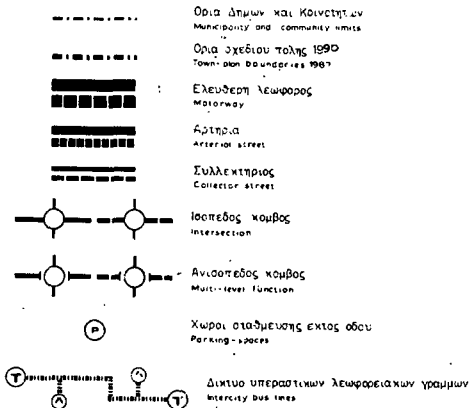 Ορια Δημων και Κοινοτητων
Municipality and community limits
Ορια σχεδιου πολης 1990
Town-plan boundaries 1987
Ελευθερη λεωφορος
Motorway
Αρτηρια
Arterial street
Συλλεκτηριος
Collector street
Ισοπεδος κομβος
Intersection
Ανισοπεδος κομβος
Multi-level function
P
Χωροι σταθμευσης εκτος οδου
Parking-spaces
Δικτυο υπεραστικων λεωφορειακων γραμμων
Intercity bus lines